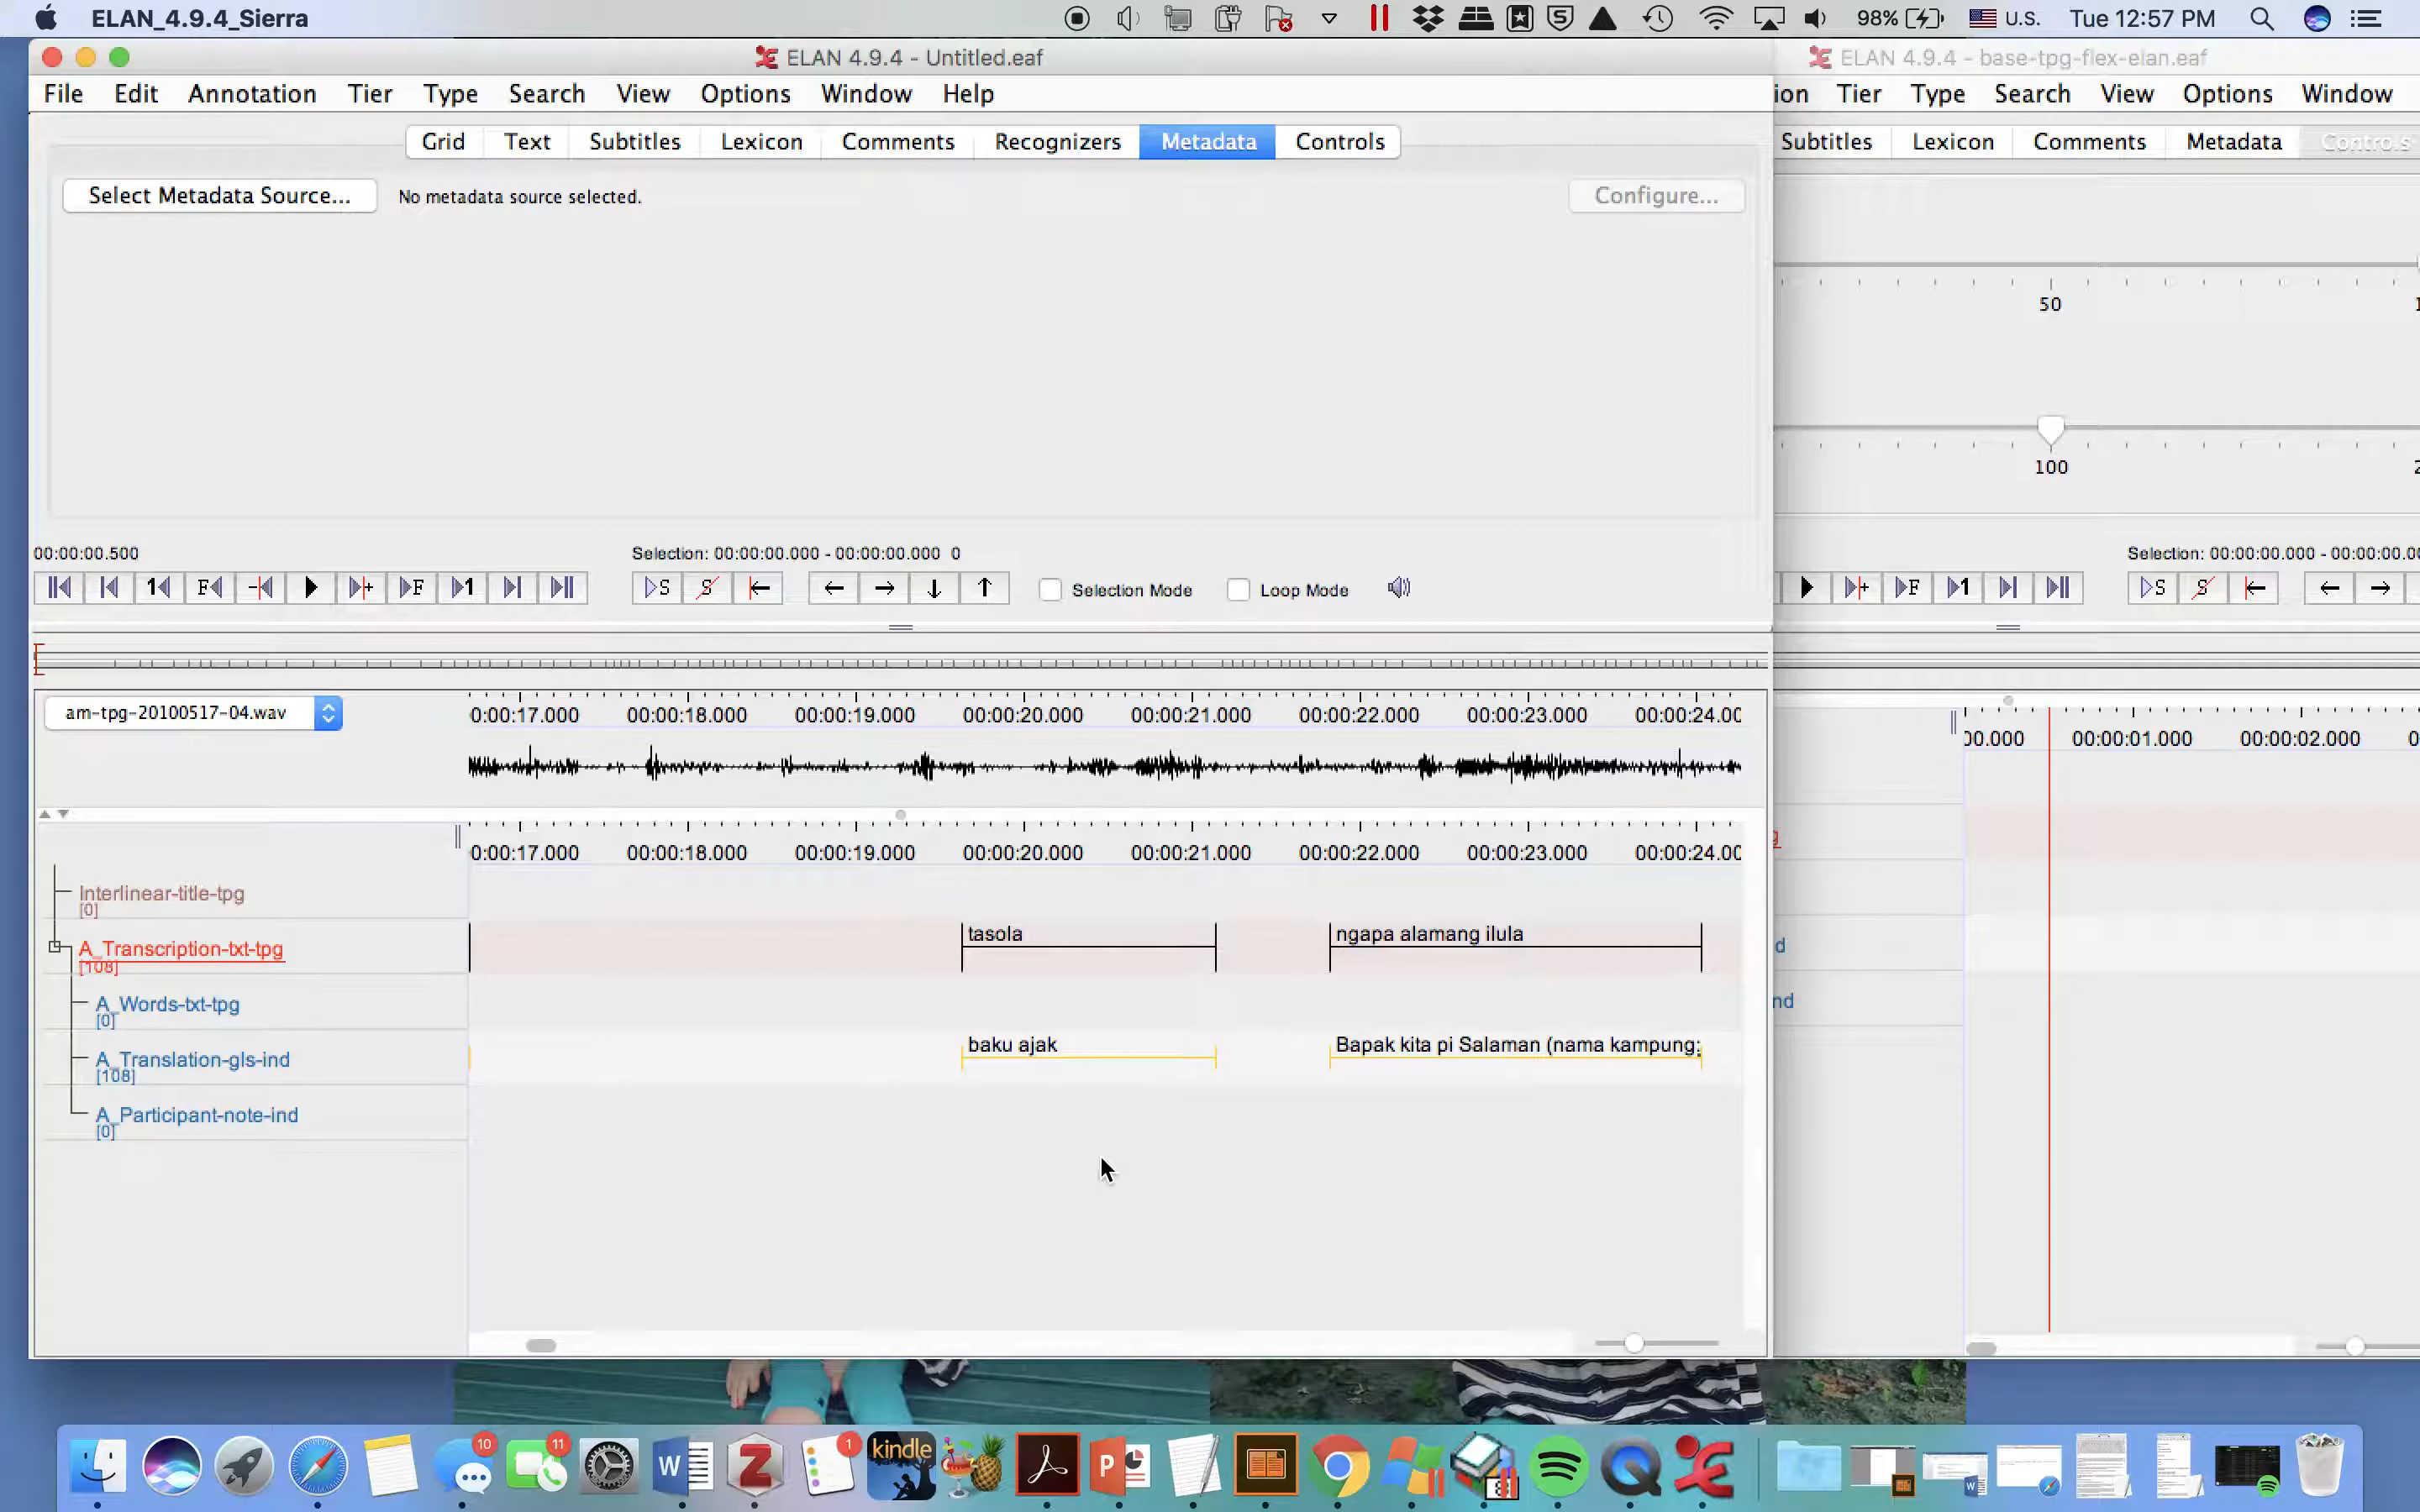 ELAN_4.9.4_Sierra 98% U.S. Tue 12:57 PM
ELAN 4.9.4 - Untitled.eaf
ELAN 4.9.4 - base-tpg-flex-elan.eaf
File Edit Annotation Tier Type Search View Options Window Help
ion Tier Type Search View Options Window
Grid Text Subtitles Lexicon Comments Recognizers Metadata Controls
Subtitles Lexicon Comments Metadata Controls
Select Metadata Source... No metadata source selected. Configure...
50
100
00:00:00.500
Selection: 00:00:00.000 - 00:00:00.000 0
Selection: 00:00:00.000 - 00:00:00.00
Selection Mode Loop Mode
am-tpg-20100517-04.wav
0:00:17.000 00:00:18.000 00:00:19.000 00:00:20.000 00:00:21.000 00:00:22.000 00:00:23.000 00:00:24.00
00.000 00:00:01.000 00:00:02.000 0
0:00:17.000 00:00:18.000 00:00:19.000 00:00:20.000 00:00:21.000 00:00:22.000 00:00:23.000 00:00:24.00
Interlinear-title-tpg
[0]
A_Transcription-txt-tpg
[108]
tasola
ngapa alamang ilula
A_Words-txt-tpg
[0]
A_Translation-gls-ind
[108]
baku ajak
Bapak kita pi Salaman (nama kampung;
A_Participant-note-ind
[0]
g
d
nd
10
11
1
kindle